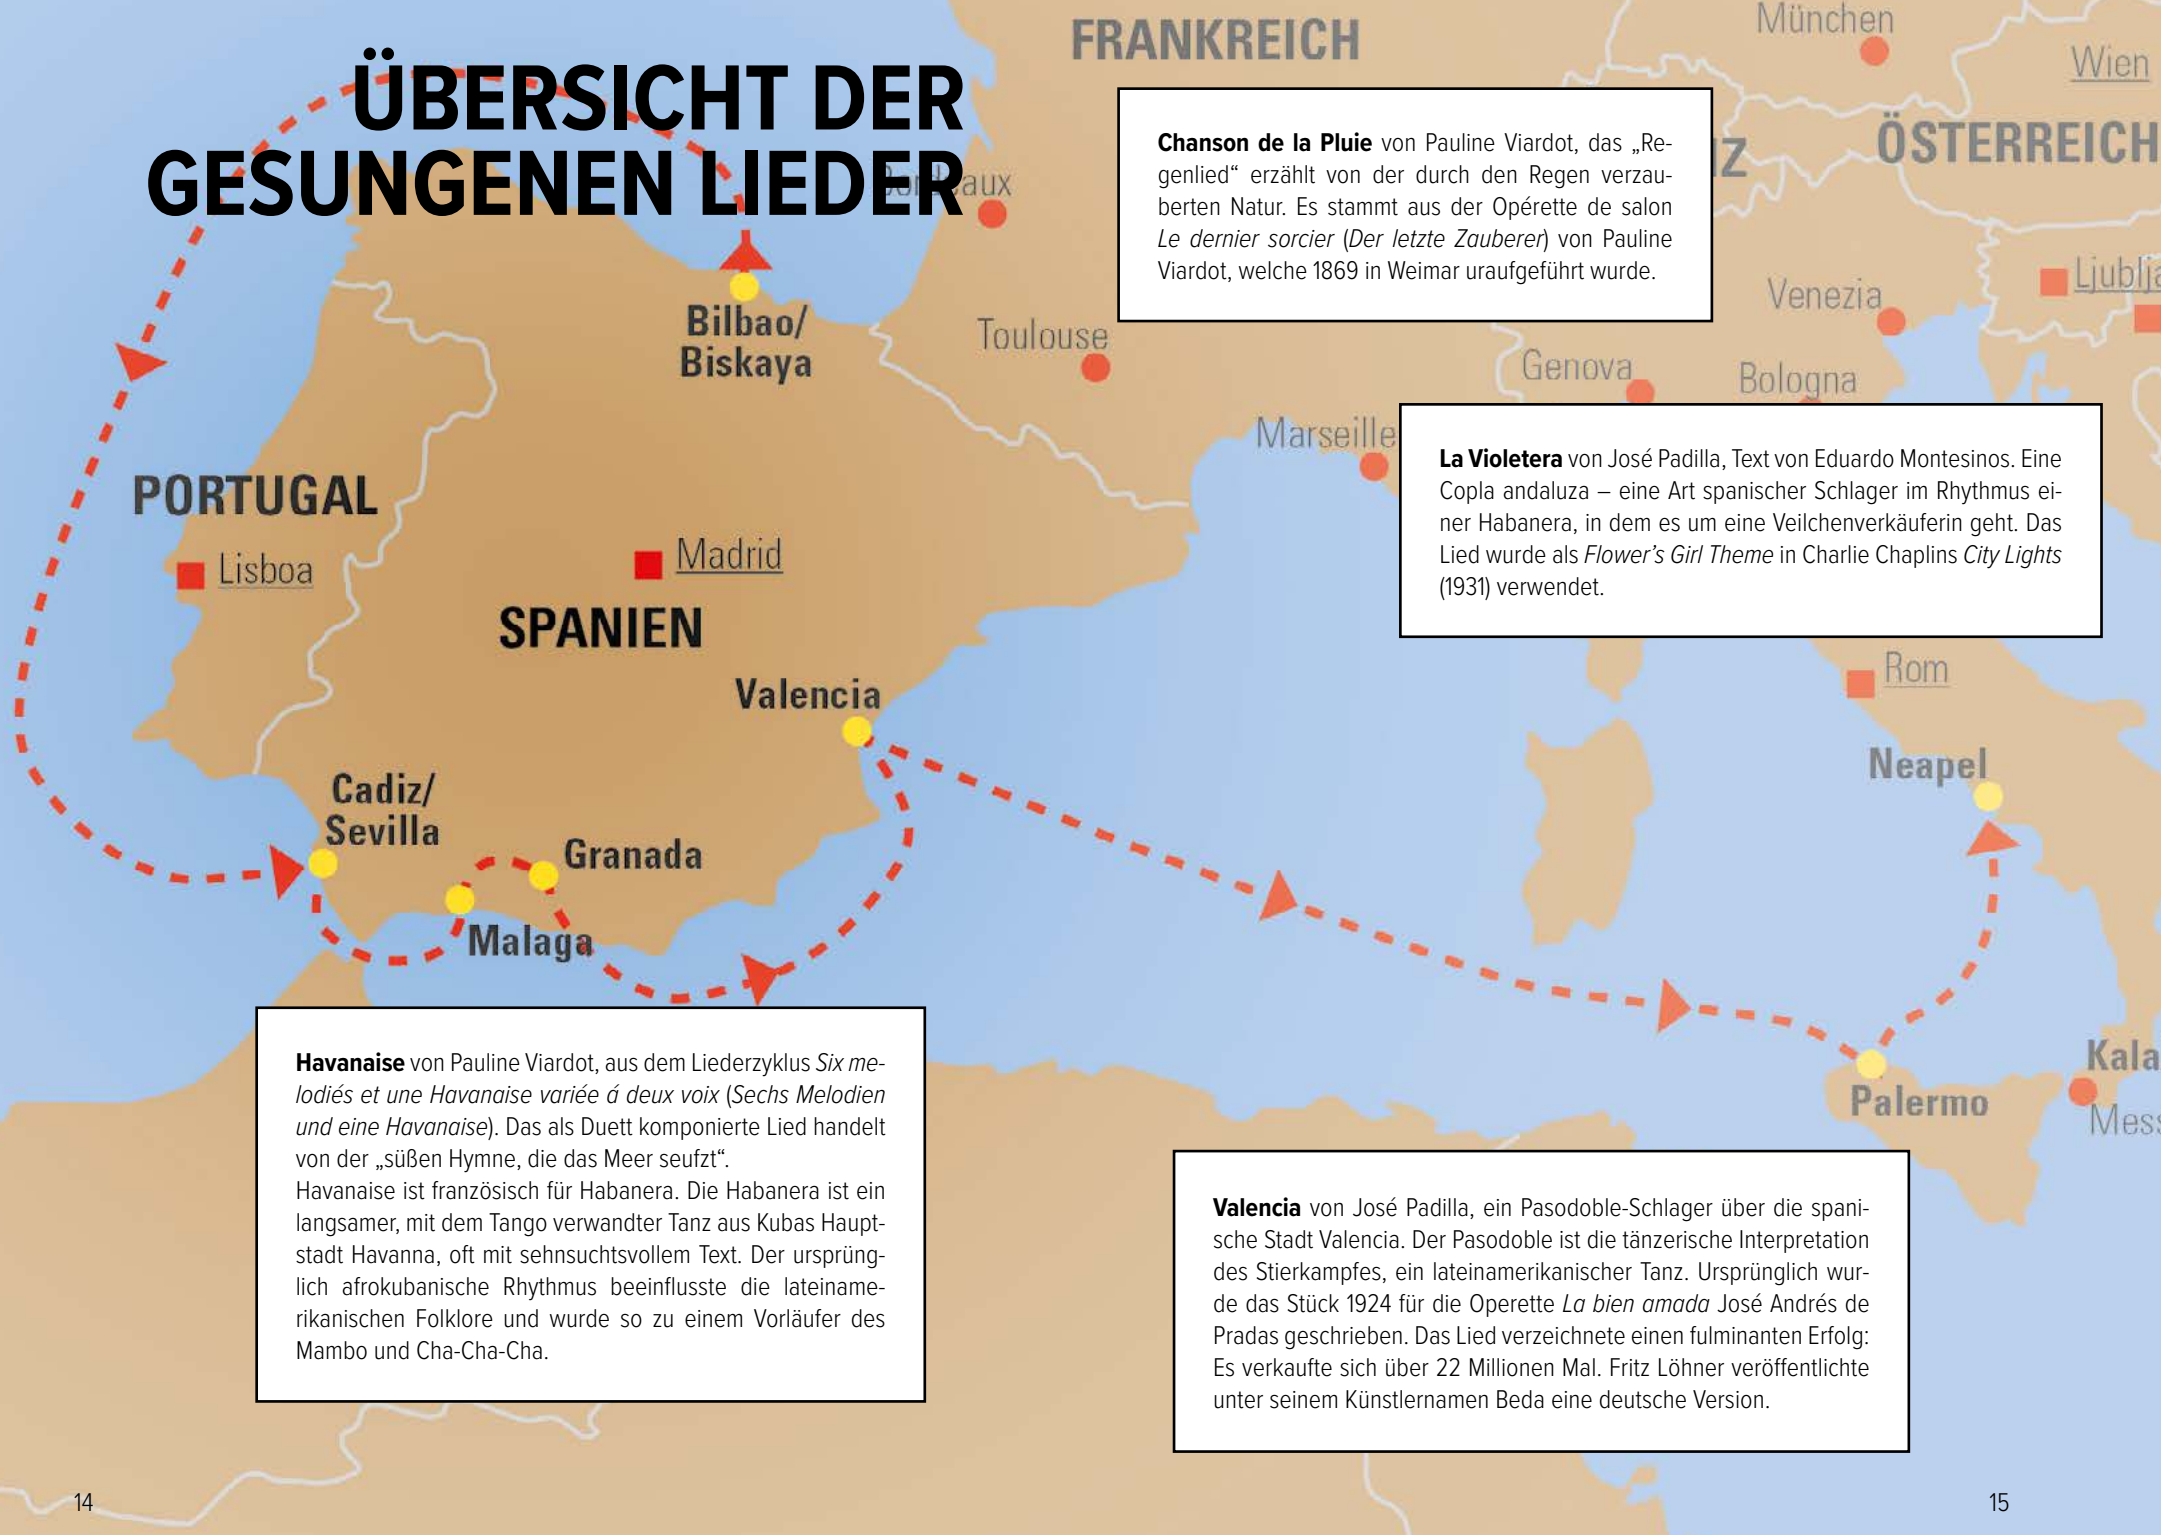 ÜBERSICHT DER
GESUNGENEN LIEDER
FRANKREICH
München
Wien
ÖSTERREICH
Bordeaux
Chanson de la Pluie von Pauline Viardot, das „Re-
genlied“ erzählt von der durch den Regen verzau-
berten Natur. Es stammt aus der Opérette de salon
Le dernier sorcier (Der letzte Zauberer) von Pauline
Viardot, welche 1869 in Weimar uraufgeführt wurde.
IZ
Venezia
Ljublja
Bilbao/
Biskaya
Toulouse
Genova
Bologna
Marseille
La Violetera von José Padilla, Text von Eduardo Montesinos. Eine
Copla andaluza – eine Art spanischer Schlager im Rhythmus ei-
ner Habanera, in dem es um eine Veilchenverkäuferin geht. Das
Lied wurde als Flower’s Girl Theme in Charlie Chaplins City Lights
(1931) verwendet.
PORTUGAL
Lisboa
Madrid
SPANIEN
Valencia
Rom
Neapel
Cadiz/
Sevilla
Granada
Malaga
Kala
Palermo
Mess
Havanaise von Pauline Viardot, aus dem Liederzyklus Six me-
lodiés et une Havanaise variée á deux voix (Sechs Melodien
und eine Havanaise). Das als Duett komponierte Lied handelt
von der „süßen Hymne, die das Meer seufzt“.
Havanaise ist französisch für Habanera. Die Habanera ist ein
langsamer, mit dem Tango verwandter Tanz aus Kubas Haupt-
stadt Havanna, oft mit sehnsuchtsvollem Text. Der ursprüng-
lich afrokubanische Rhythmus beeinflusste die lateiname-
rikanischen Folklore und wurde so zu einem Vorläufer des
Mambo und Cha-Cha-Cha.
Valencia von José Padilla, ein Pasodoble-Schlager über die spani-
sche Stadt Valencia. Der Pasodoble ist die tänzerische Interpretation
des Stierkampfes, ein lateinamerikanischer Tanz. Ursprünglich wur-
de das Stück 1924 für die Operette La bien amada José Andrés de
Pradas geschrieben. Das Lied verzeichnete einen fulminanten Erfolg:
Es verkaufte sich über 22 Millionen Mal. Fritz Löhner veröffentlichte
unter seinem Künstlernamen Beda eine deutsche Version.
14
15